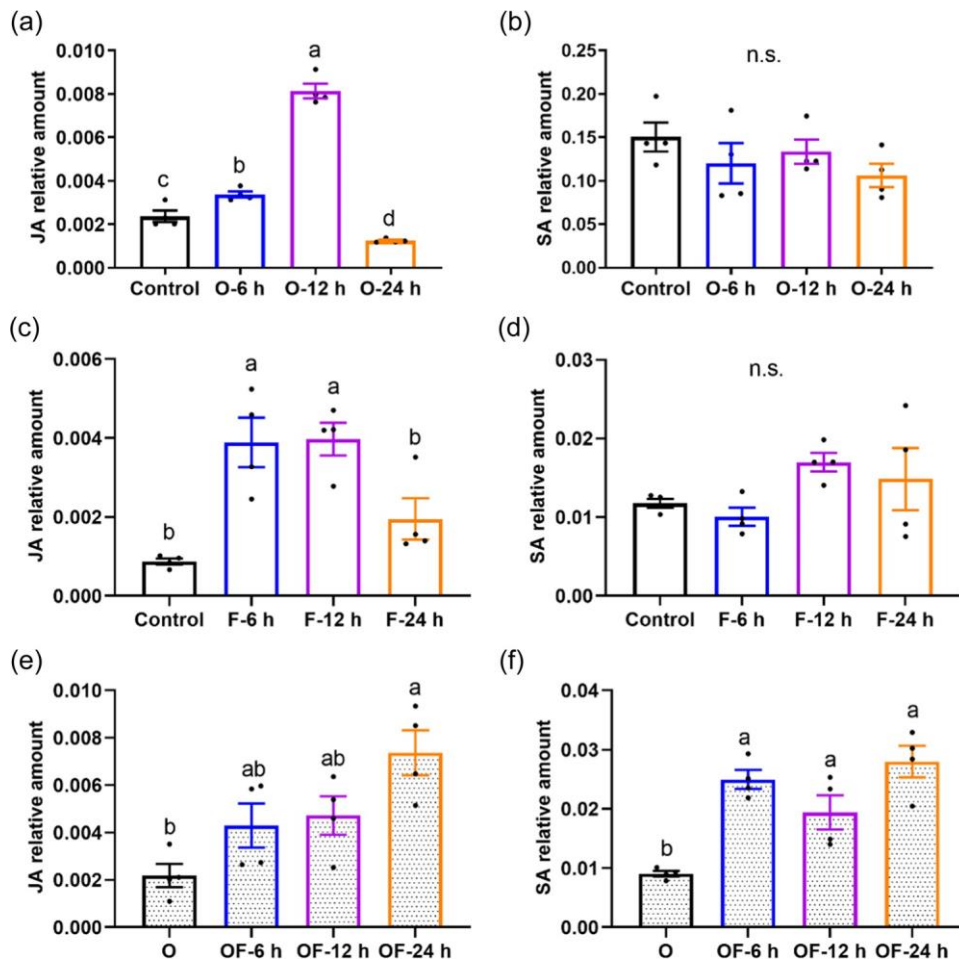 (a)
JA relative amount
0.010
0.008
0.006
0.004
0.002
0.000
c
b
a
d
Control O-6 h O-12 h O-24 h
(b)
SA relative amount
0.25
0.20
0.15
0.10
0.05
0.00
n.s.
Control O-6 h O-12 h O-24 h
(c)
JA relative amount
0.006
0.004
0.002
0.000
b
a
a
b
Control F-6 h F-12 h F-24 h
(d)
SA relative amount
0.03
0.02
0.01
0.00
n.s.
Control F-6 h F-12 h F-24 h
(e)
JA relative amount
0.010
0.008
0.006
0.004
0.002
0.000
b
ab
ab
a
O OF-6 h OF-12 h OF-24 h
(f)
SA relative amount
0.04
0.03
0.02
0.01
0.00
b
a
a
a
O OF-6 h OF-12 h OF-24 h